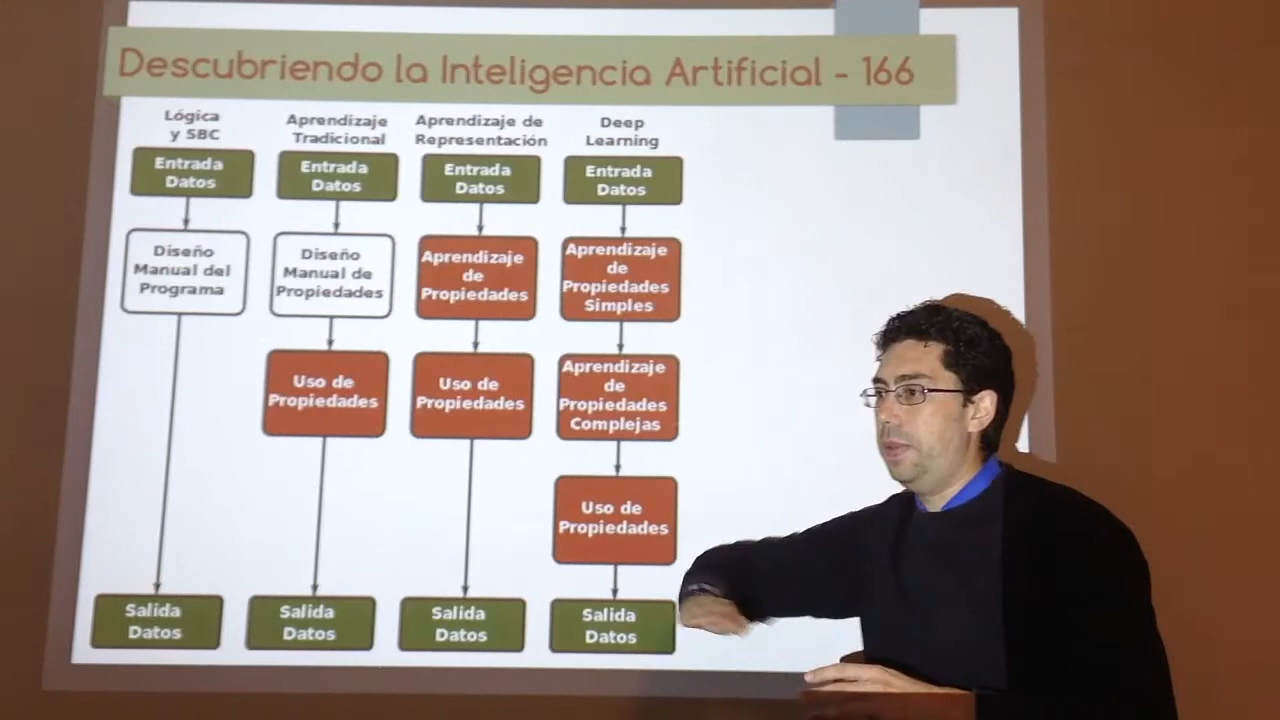 Descubriendo la Inteligencia Artificial - 166
Lógica
y SBC
Entrada
Datos
Diseño
Manual del
Programa
Salida
Datos
Aprendizaje
Tradicional
Entrada
Datos
Diseño
Manual de
Propiedades
Uso de
Propiedades
Salida
Datos
Aprendizaje de
Representación
Entrada
Datos
Aprendizaje
de
Propiedades
Uso de
Propiedades
Salida
Datos
Deep
Learning
Entrada
Datos
Aprendizaje
de
Propiedades
Simples
Aprendizaje
de
Propiedades
Complejas
Uso de
Propiedades
Salida
Datos